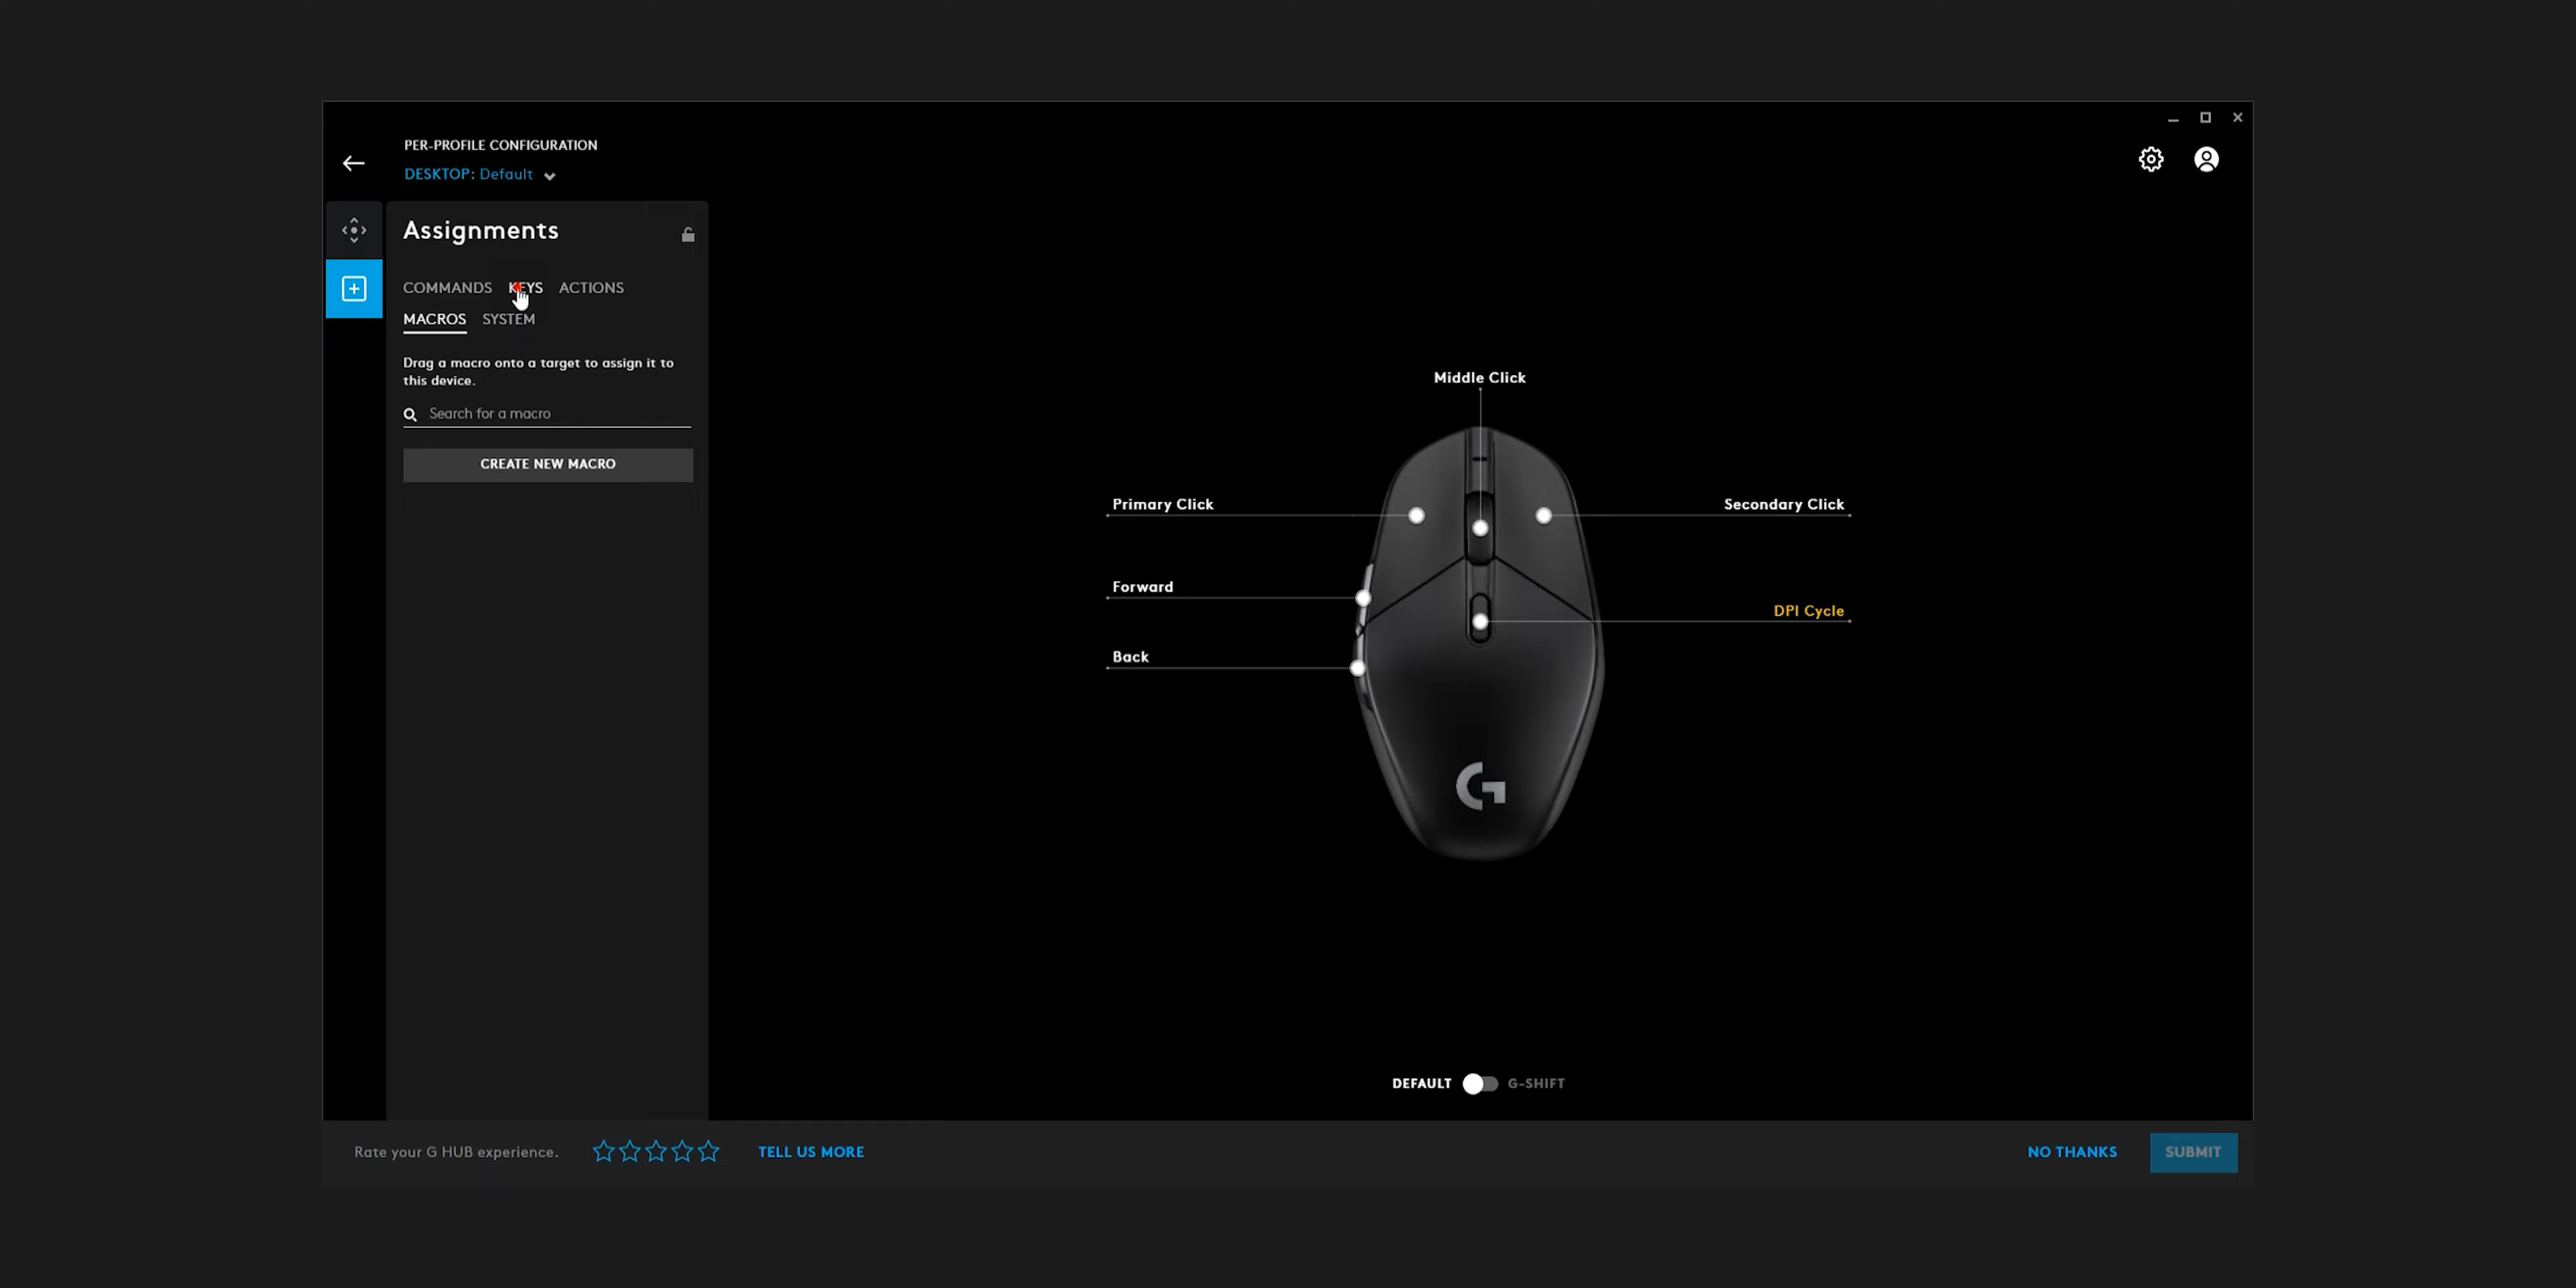 PER-PROFILE CONFIGURATION
DESKTOP: Default
Assignments
COMMANDS KEYS ACTIONS
MACROS SYSTEM
Drag a macro onto a target to assign it to
this device.
Search for a macro
CREATE NEW MACRO
Middle Click
Primary Click
Secondary Click
Forward
DPI Cycle
Back
DEFAULT G-SHIFT
Rate your G HUB experience.
TELL US MORE
NO THANKS
SUBMIT